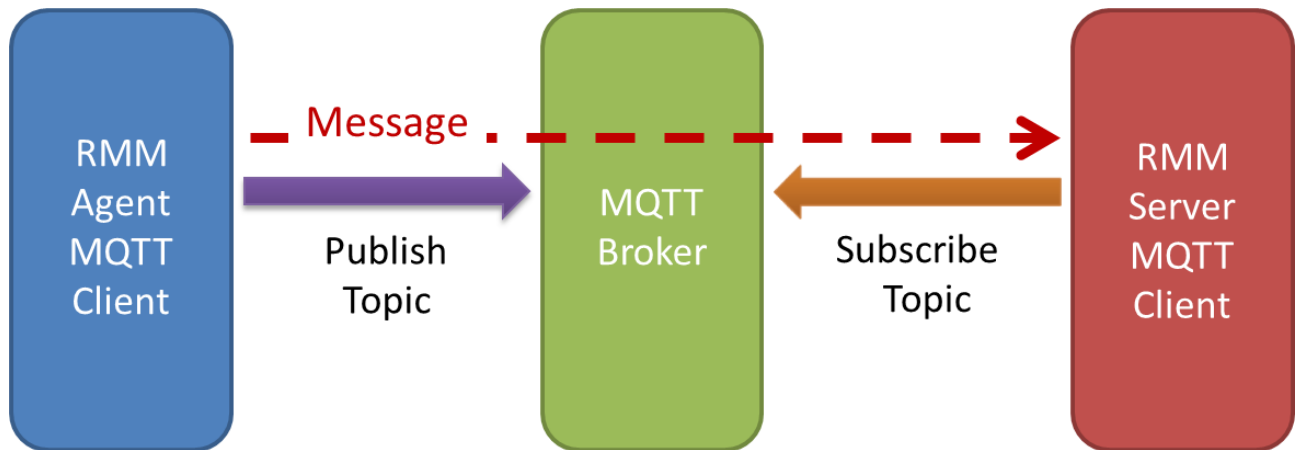 RMM
Agent
MQTT
Client
Message
Publish
Topic
MQTT
Broker
Subscribe
Topic
RMM
Server
MQTT
Client